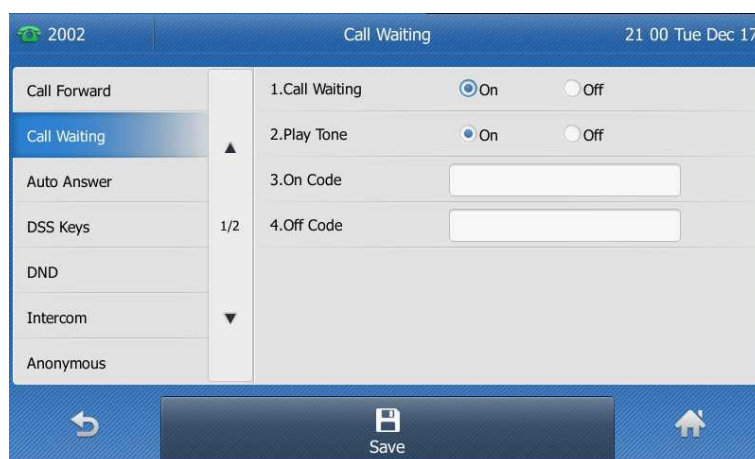 2002 Call Waiting 21 00 Tue Dec 17
Call Forward
Call Waiting
Auto Answer
DSS Keys
DND
Intercom
Anonymous
1/2
1.Call Waiting On Off
2.Play Tone On Off
3.On Code
4.Off Code
Save